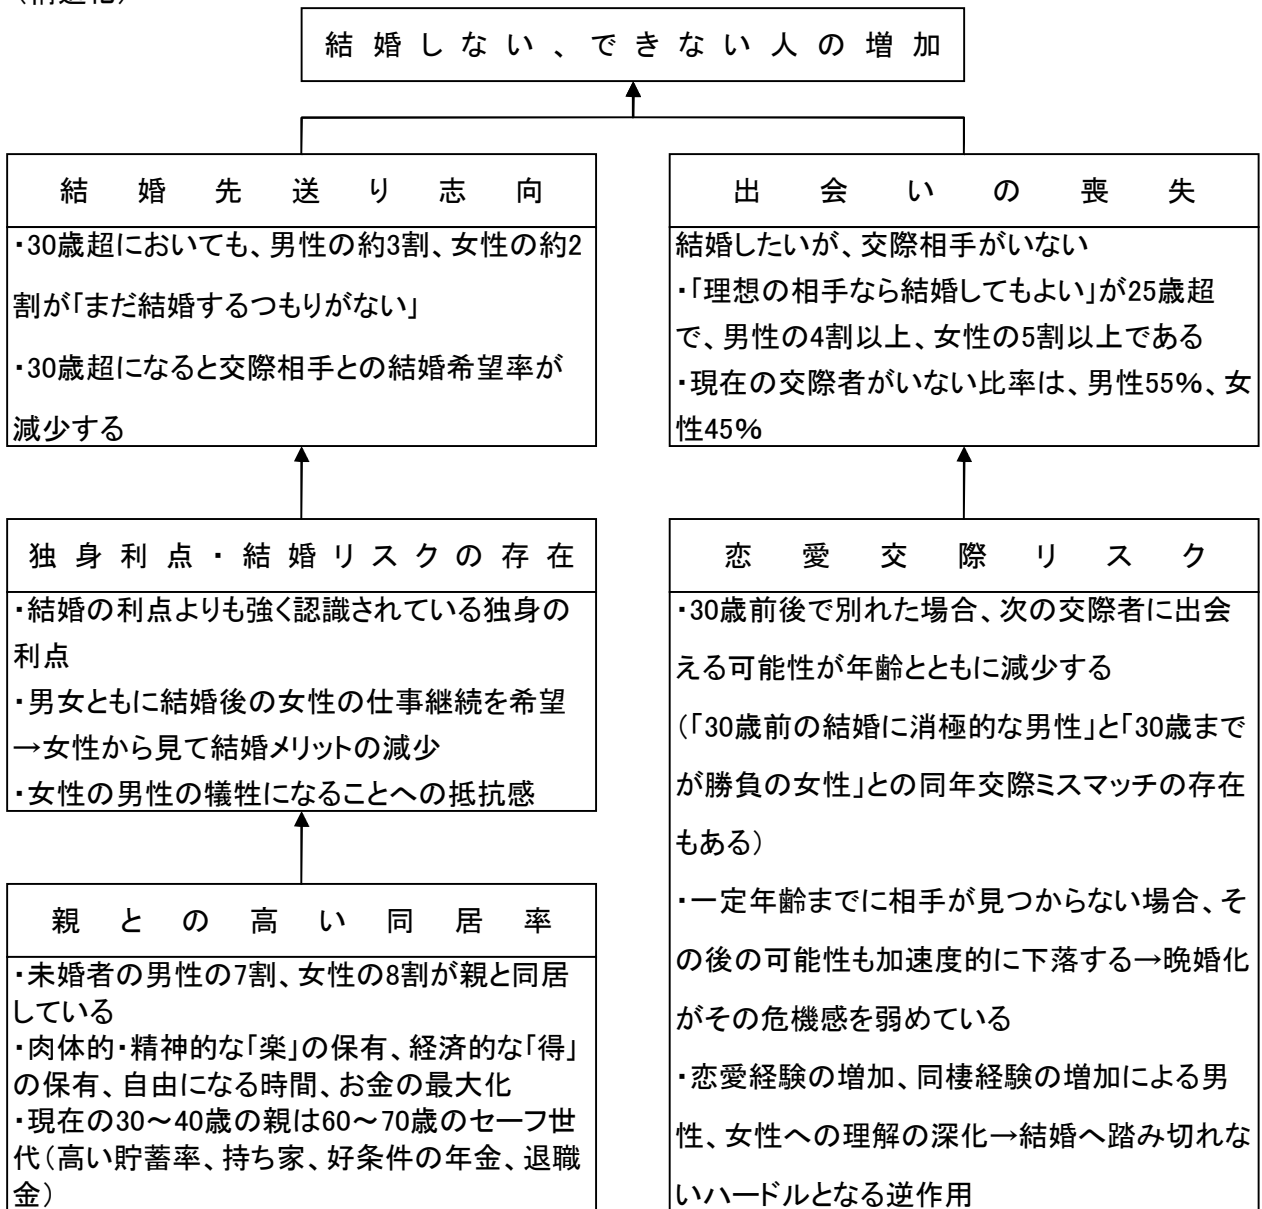 結婚しない、できない人の増加
結婚先送り志向
・30歳超においても、男性の約3割、女性の約2
割が「まだ結婚するつもりがない」
・30歳超になると交際相手との結婚希望率が
減少する
出会いの喪失
結婚したいが、交際相手がいない
・「理想の相手なら結婚してもよい」が25歳超
で、男性の4割以上、女性の5割以上である
・現在の交際者がいない比率は、男性55%、女
性45%
独身利点・結婚リスクの存在
・結婚の利点よりも強く認識されている独身の
利点
・男女ともに結婚後の女性の仕事継続を希望
→女性から見て結婚メリットの減少
・女性の男性の犠牲になることへの抵抗感
恋愛交際リスク
・30歳前後で別れた場合、次の交際者に出会
える可能性が年齢とともに減少する
(「30歳前の結婚に消極的な男性」と「30歳まで
が勝負の女性」との同年交際ミスマッチの存在
もある)
・一定年齢までに相手が見つからない場合、そ
の後の可能性も加速度的に下落する→晩婚化
がその危機感を弱めている
・恋愛経験の増加、同棲経験の増加による男
性、女性への理解の深化→結婚へ踏み切れな
いハードルとなる逆作用
親との高い同居率
・未婚者の男性の7割、女性の8割が親と同居
している
・肉体的・精神的な「楽」の保有、経済的な「得」
の保有、自由になる時間、お金の最大化
・現在の30～40歳の親は60～70歳のセーフ世
代(高い貯蓄率、持ち家、好条件の年金、退職
金)